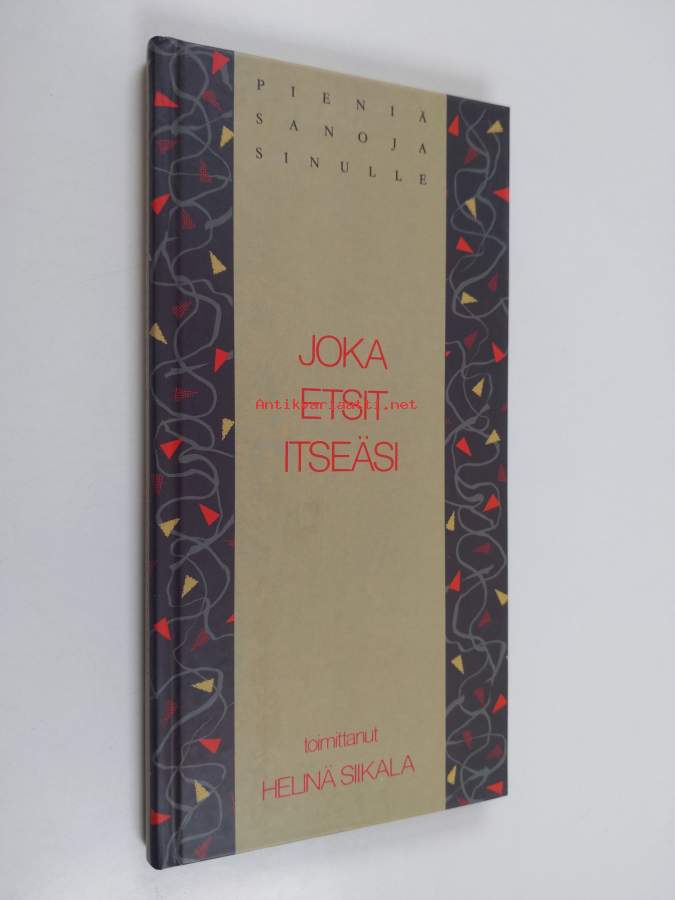 PIENIÄ
SANOJA
SINULLE
JOKA
ETSIT
Antikvariaatti.net
ITSEÄSI
toimittanut
HELINÄ SIIKALA